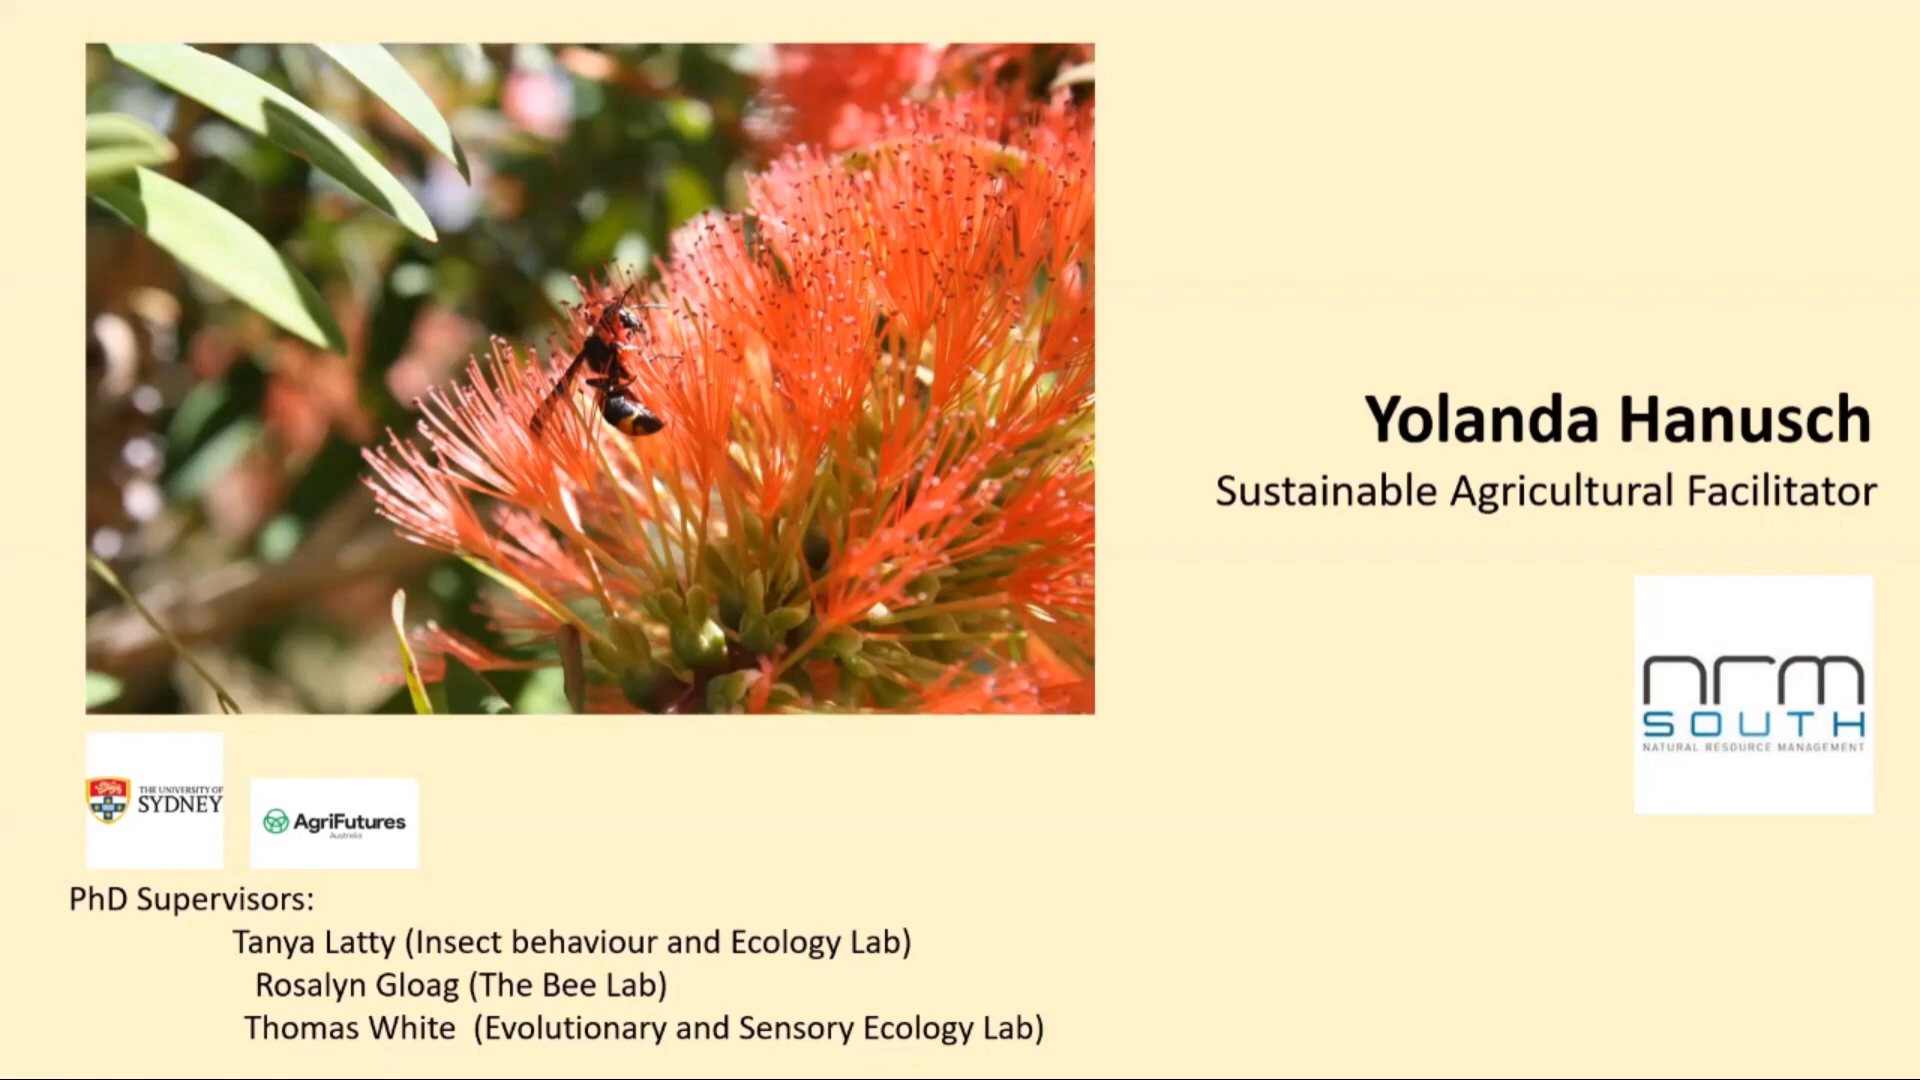 Yolanda Hanusch
Sustainable Agricultural Facilitator
nrm
SOUTH
NATURAL RESOURCE MANAGEMENT
THE UNIVERSITY OF
SYDNEY
AgriFutures
Australia
PhD Supervisors:
Tanya Latty (Insect behaviour and Ecology Lab)
Rosalyn Gloag (The Bee Lab)
Thomas White (Evolutionary and Sensory Ecology Lab)